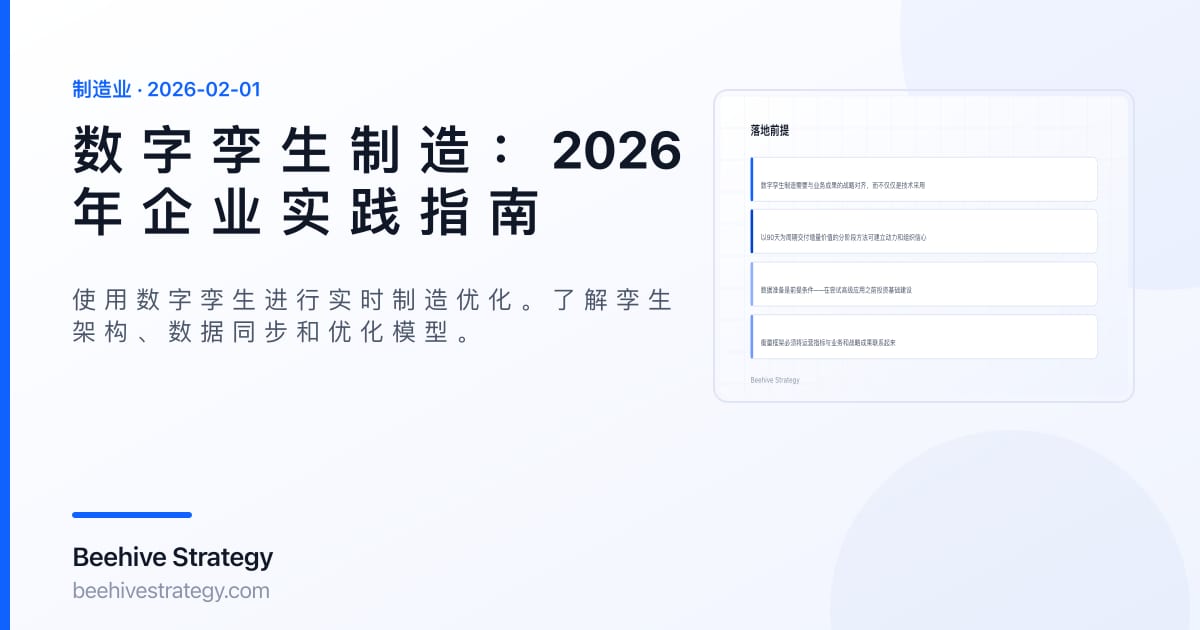 制造业 · 2026-02-01
数字孪生制造：2026
年企业实践指南
使用数字孪生进行实时制造优化。了解孪生
架构、数据同步和优化模型。
落地前提
数字孪生制造需要与业务成果的战略对齐，而不仅仅是技术采用
以90天为周期交付增量价值的分阶段方法可建立动力和组织信心
数据准备是前提条件——在尝试高级应用之前投资基础建设
衡量框架必须将运营指标与业务和战略成果联系起来
Beehive Strategy
Beehive Strategy
beehivestrategy.com